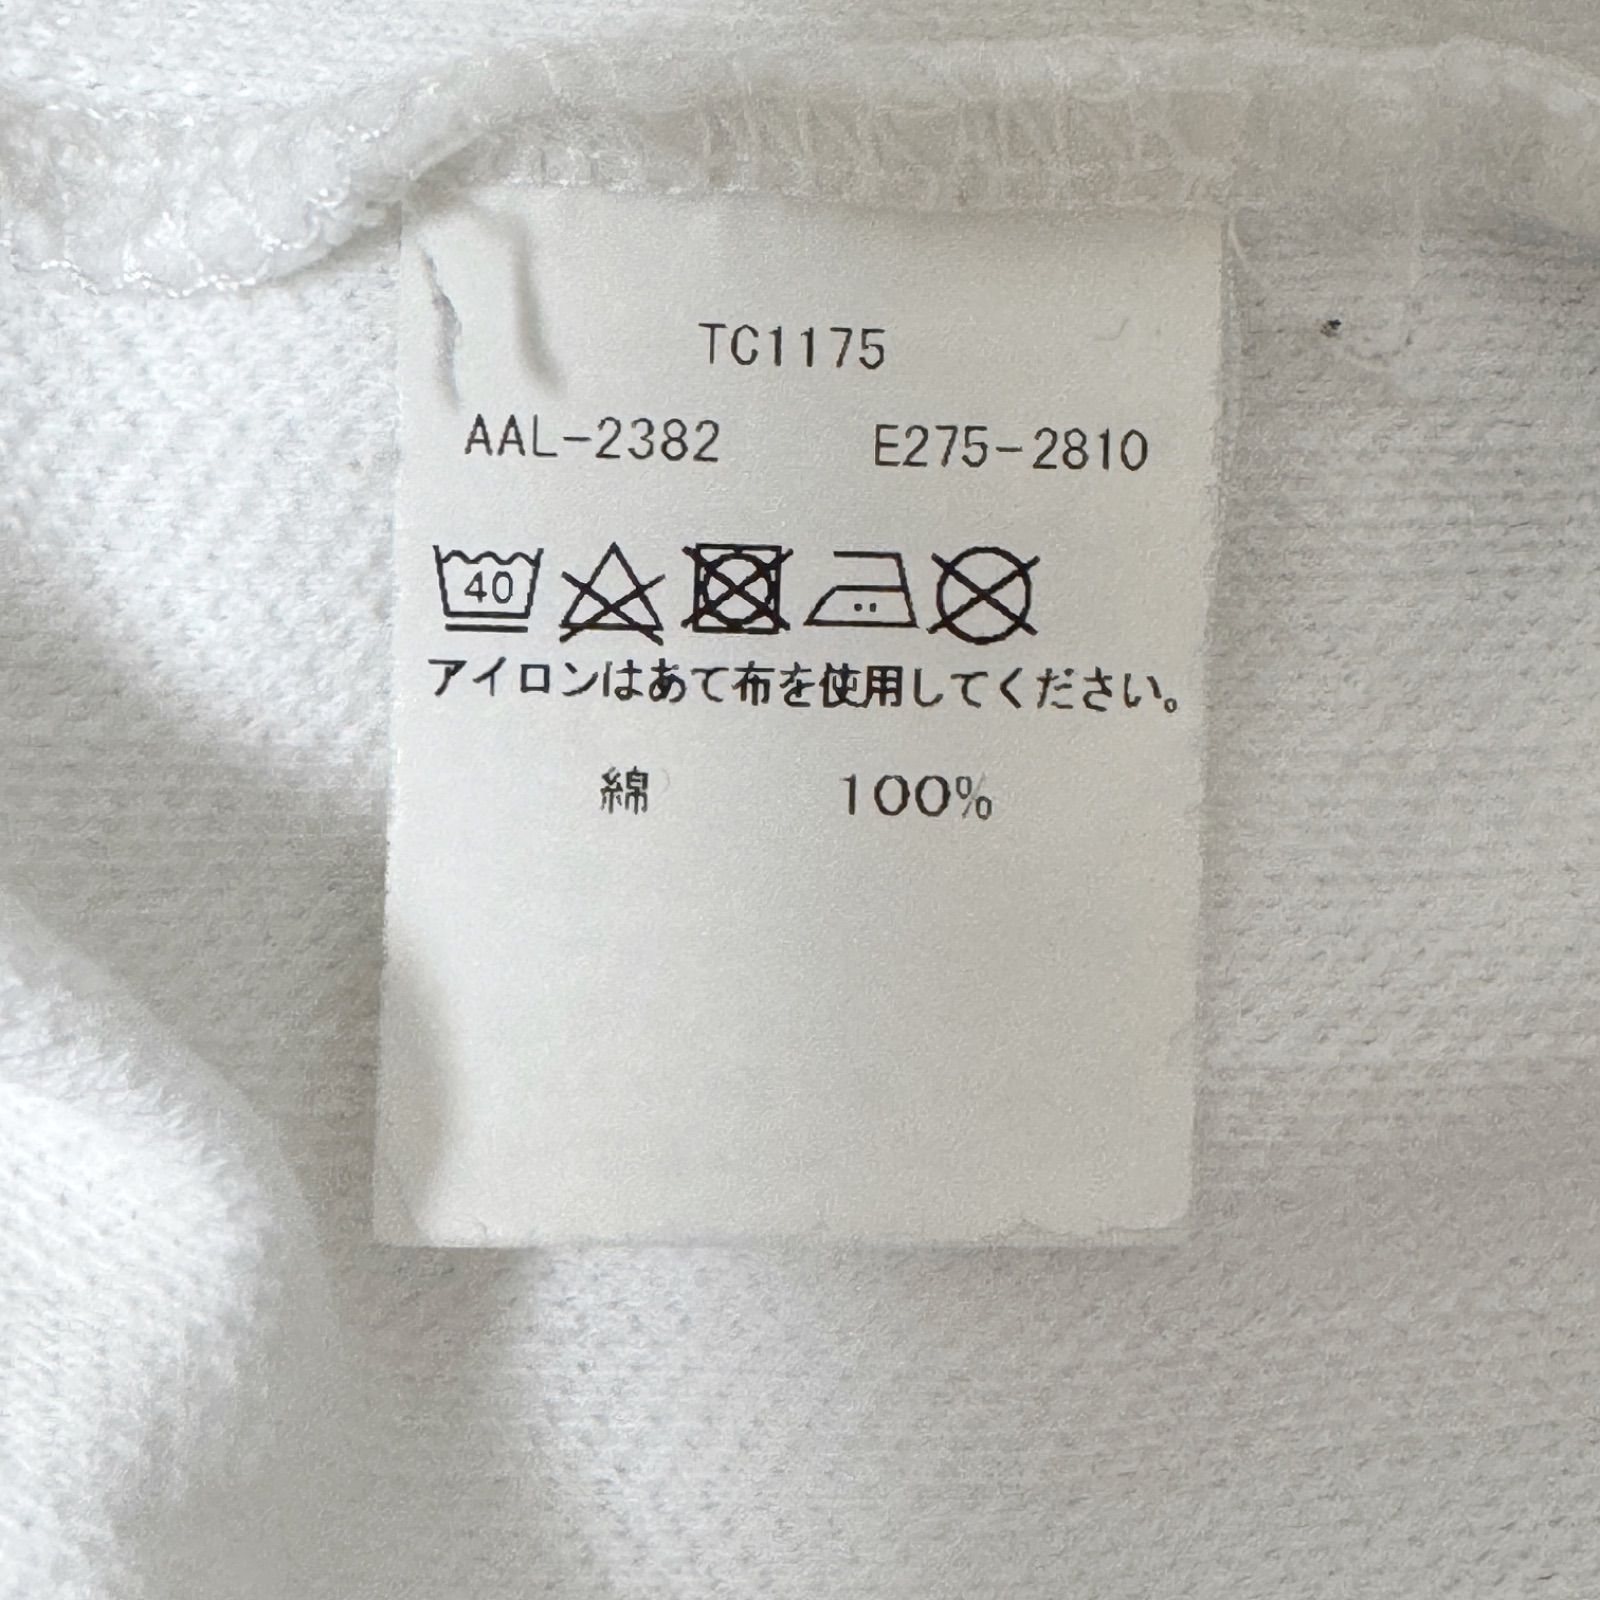 TC1175
AAL-2382 E275-2810
40
アイロンはあて布を使用してください。
綿 100%